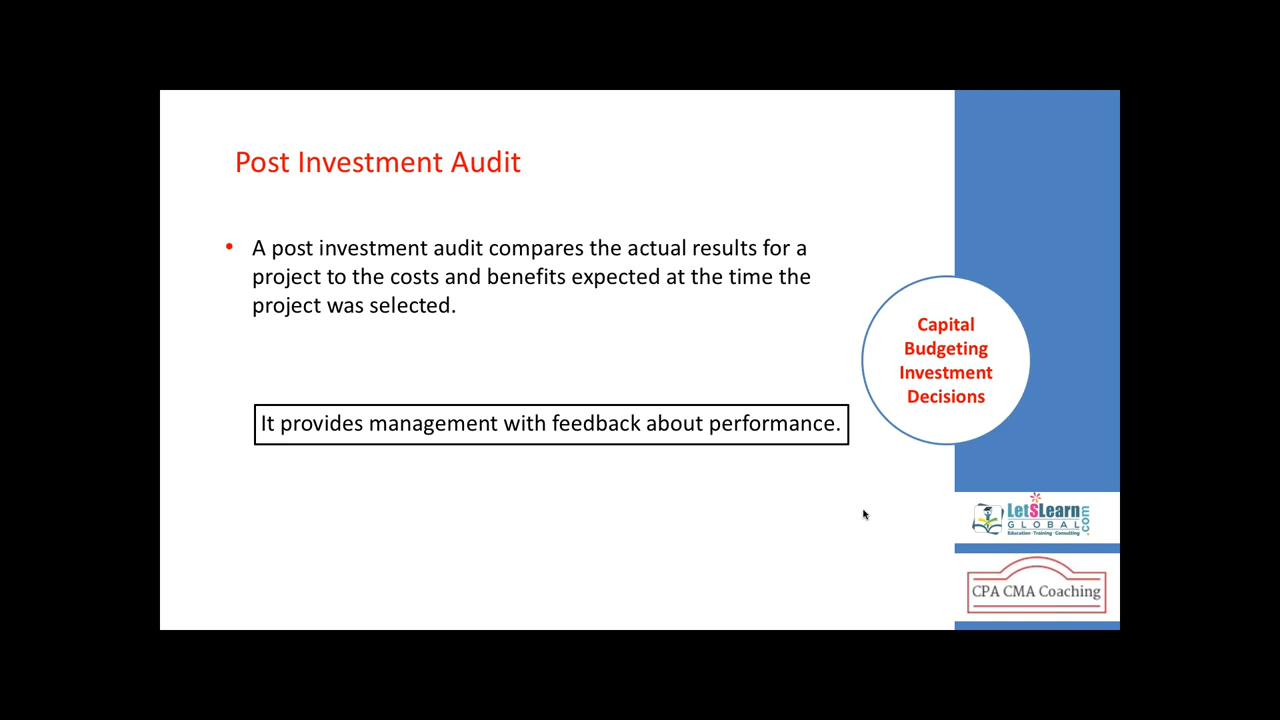 Post Investment Audit
• A post investment audit compares the actual results for a
project to the costs and benefits expected at the time the
project was selected.
It provides management with feedback about performance.
Capital
Budgeting
Investment
Decisions
LetSLearn
GLOBAL
.com
Education · Training · Consulting
CPA CMA Coaching